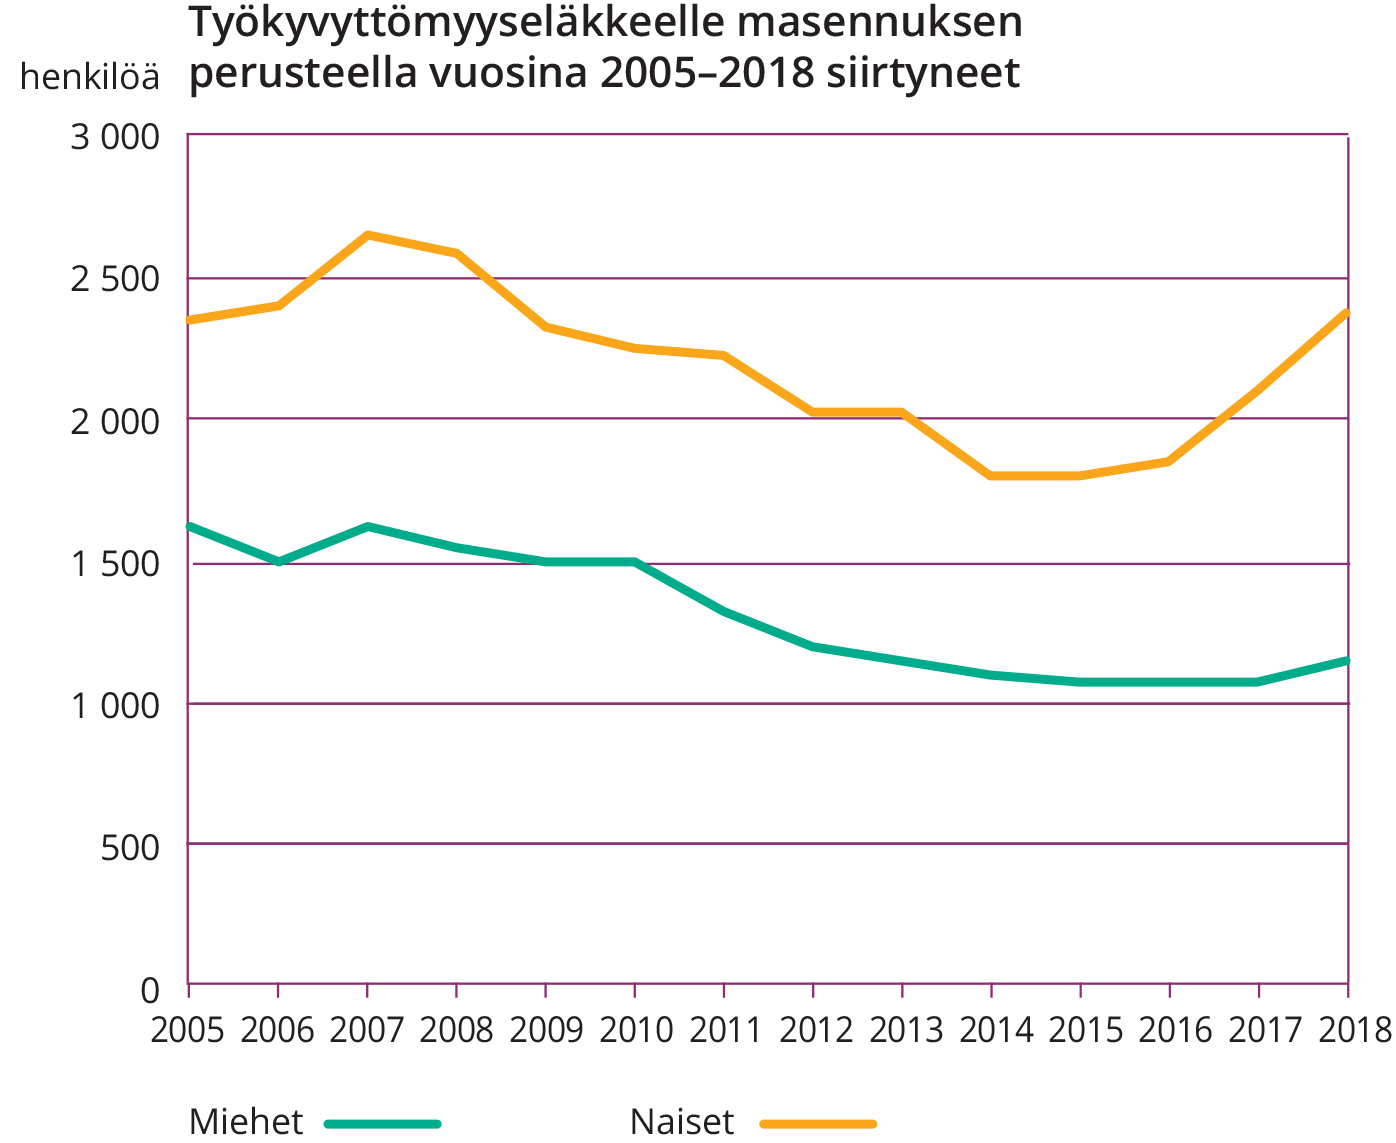 Työkyvyttömyyseläkkeelle masennuksen
perusteella vuosina 2005–2018 siirtyneet
henkilöä
3 000
2 500
2 000
1 500
1 000
500
0
2005 2006 2007 2008 2009 2010 2011 2012 2013 2014 2015 2016 2017 2018
Miehet Naiset